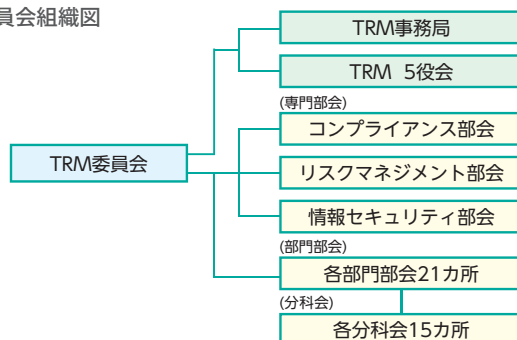 員会組織図
TRM事務局
TRM 5役会
(専門部会)
コンプライアンス部会
TRM委員会
リスクマネジメント部会
情報セキュリティ部会
(部門部会)
各部門部会21カ所
(分科会)
各分科会15カ所